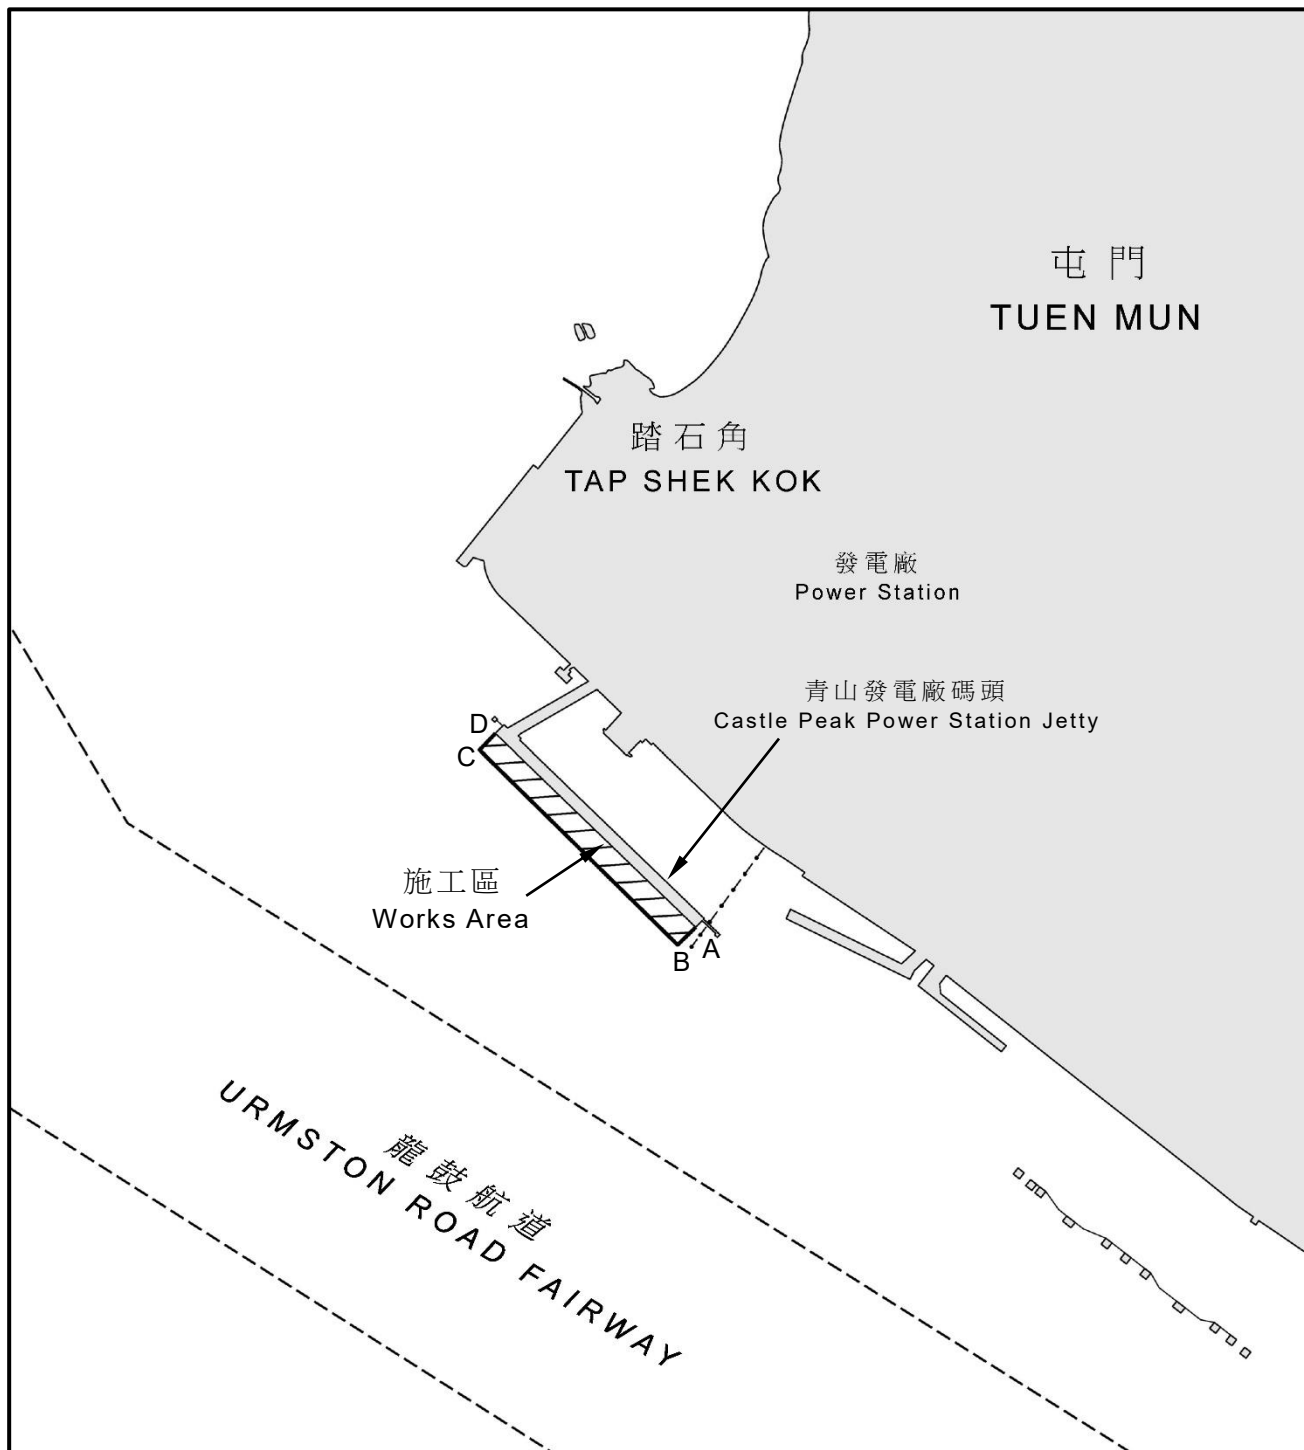 屯門
TUEN MUN
踏石角
TAP SHEK KOK
發電廠
Power Station
青山發電廠碼頭
Castle Peak Power Station Jetty
D
C
施工區
Works Area
B
A
龍鼓航道
URMSTON ROAD FAIRWAY